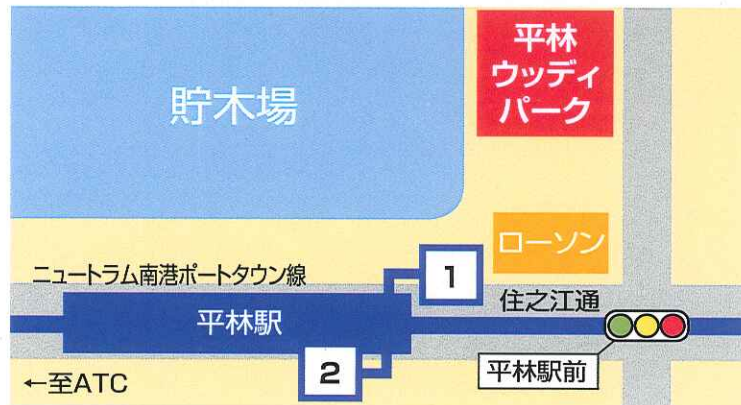 平林
ウッディ
パーク
貯木場
ローソン
ニュートラム南港ポートタウン線
1
住之江通
平林駅
2
平林駅前
←至ATC